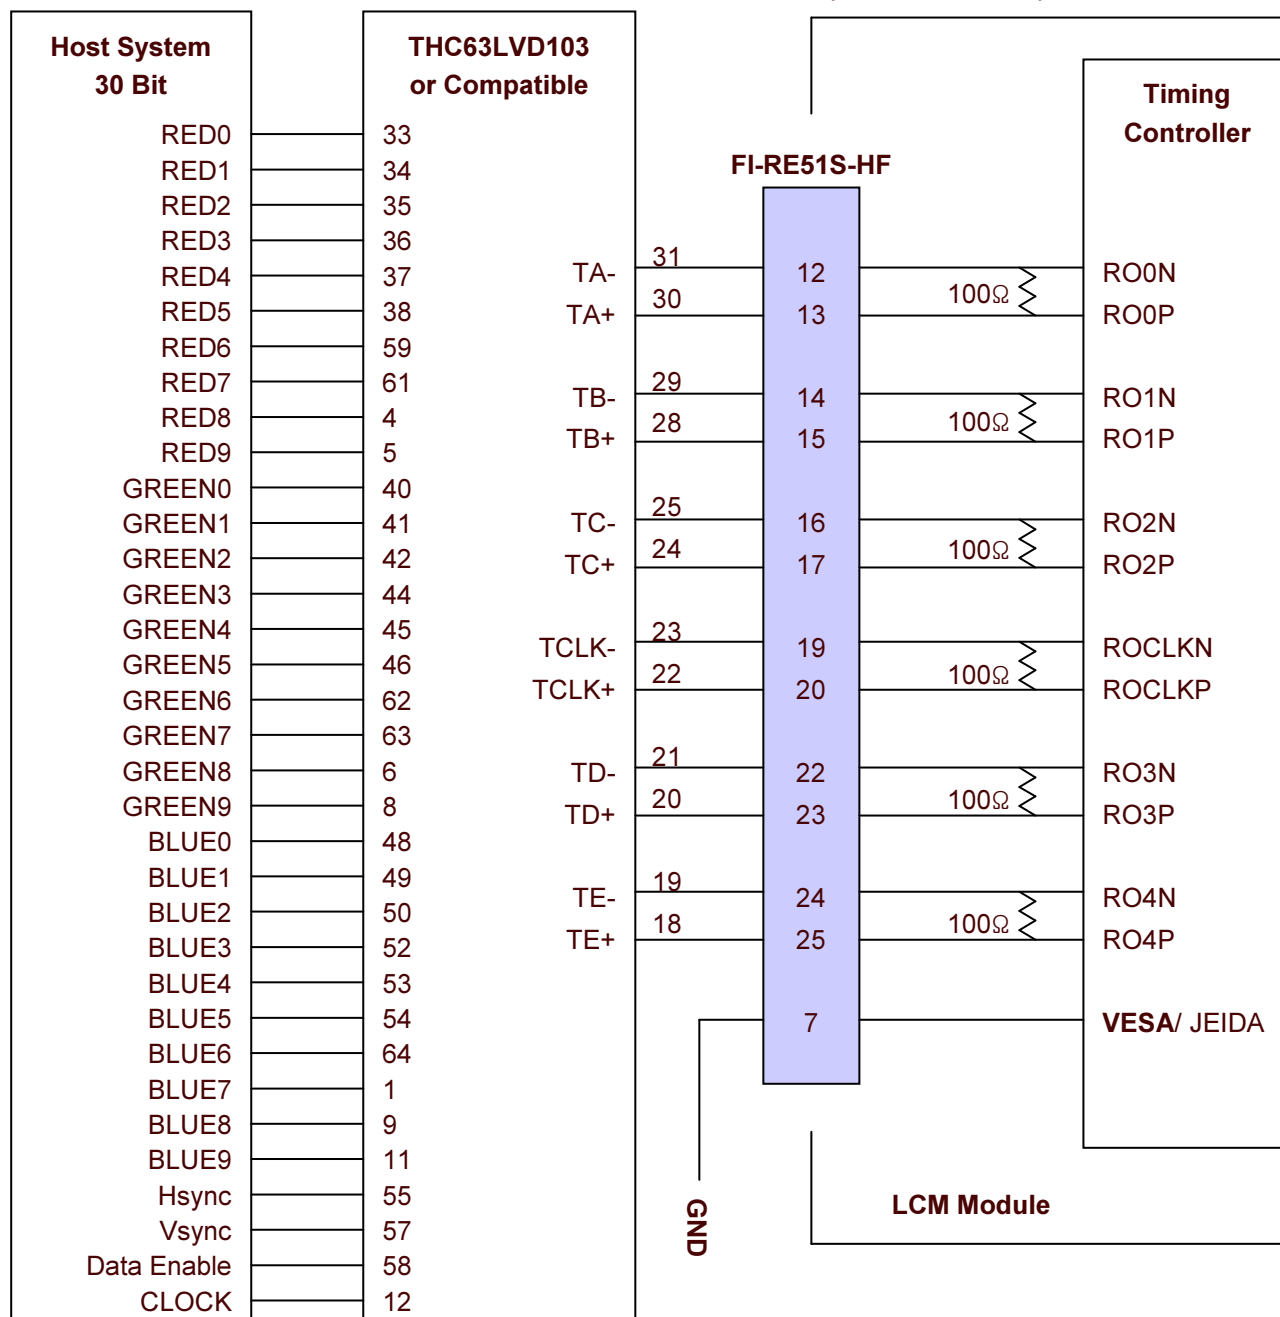 Host System
30 Bit
RED0
RED1
RED2
RED3
RED4
RED5
RED6
RED7
RED8
RED9
GREEN0
GREEN1
GREEN2
GREEN3
GREEN4
GREEN5
GREEN6
GREEN7
GREEN8
GREEN9
BLUE0
BLUE1
BLUE2
BLUE3
BLUE4
BLUE5
BLUE6
BLUE7
BLUE8
BLUE9
Hsync
Vsync
Data Enable
CLOCK
THC63LVD103
or Compatible
33
34
35
36
37
38
59
61
4
5
40
41
42
44
45
46
62
63
6
8
48
49
50
52
53
54
64
1
9
11
55
57
58
12
TA-
TA+
TB-
TB+
TC-
TC+
TCLK-
TCLK+
TD-
TD+
TE-
TE+
31
30
29
28
25
24
23
22
21
20
19
18
GND
FI-RE51S-HF
12
13
14
15
16
17
19
20
22
23
24
25
7
100Ω
100Ω
100Ω
100Ω
100Ω
100Ω
Timing
Controller
RO0N
RO0P
RO1N
RO1P
RO2N
RO2P
ROCLKN
ROCLKP
RO3N
RO3P
RO4N
RO4P
VESA/ JEIDA
LCM Module